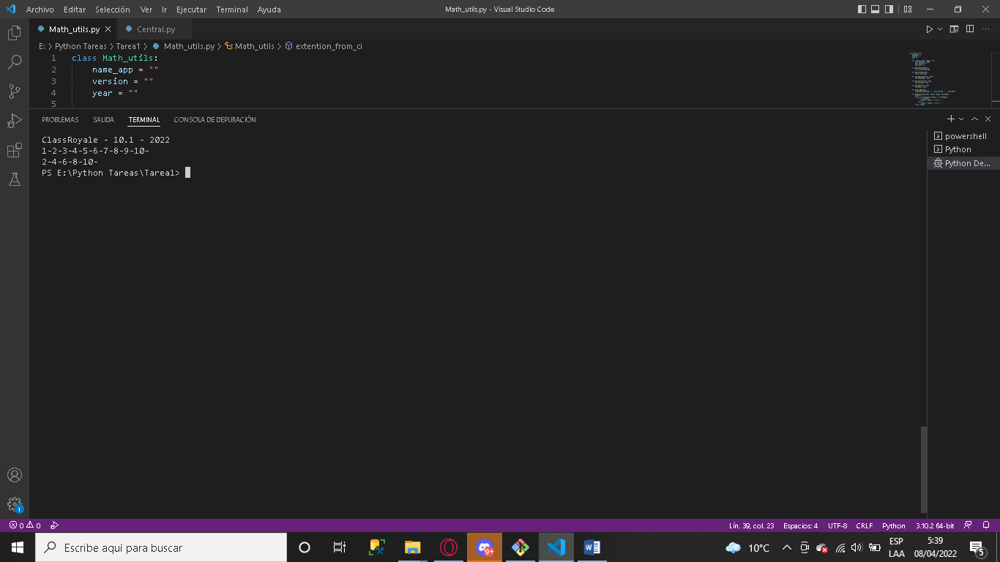 Archivo Editar Selección Ver Ir Ejecutar Terminal Ayuda Math_utils.py - Visual Studio Code
Math_utils.py Central.py
E: > Python Tareas > Tarea1 > Math_utils.py > Math_utils > extention_from_ci
1 class Math_utils:
2 name_app = ""
3 version = ""
4 year = ""
5
PROBLEMAS SALIDA TERMINAL CONSOLA DE DEPURACIÓN
ClassRoyale - 10.1 - 2022
1-2-3-4-5-6-7-8-9-10-
2-4-6-8-10-
PS E:\Python Tareas\Tarea1>
powershell
Python
Python De...
1
0 0 Lín. 39, col. 23 Espacios: 4 UTF-8 CRLF Python 3.10.2 64-bit
Escribe aquí para buscar
9+
10°C
ESP
LAA
5:39
08/04/2022
5